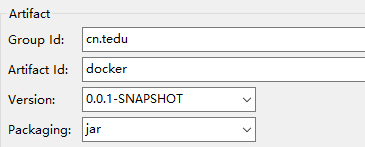 Artifact
Group Id: cn.tedu
Artifact Id: docker
Version: 0.0.1-SNAPSHOT
Packaging: jar